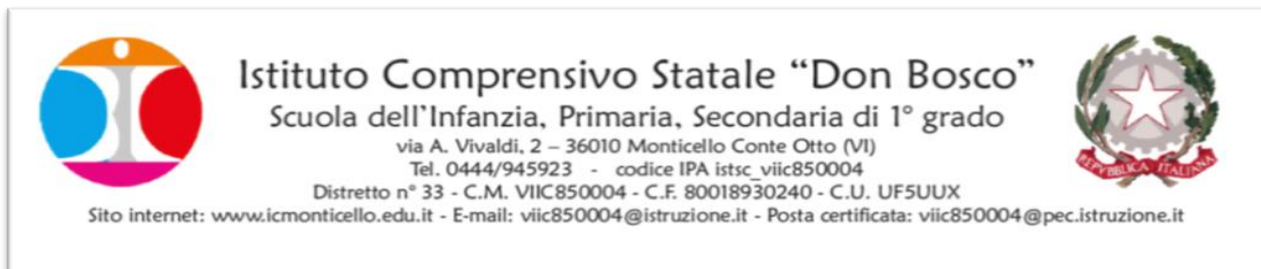 Istituto Comprensivo Statale “Don Bosco”
Scuola dell'Infanzia, Primaria, Secondaria di 1° grado
via A. Vivaldi, 2 – 36010 Monticello Conte Otto (VI)
Tel. 0444/945923 - codice IPA istsc_viic850004
Distretto n° 33 - C.M. VIIC850004 - C.F. 80018930240 - C.U. UF5UUX
Sito internet: www.icmonticello.edu.it - E-mail: viic850004@istruzione.it - Posta certificata: viic850004@pec.istruzione.it
REPVBBLICA ITALIANA